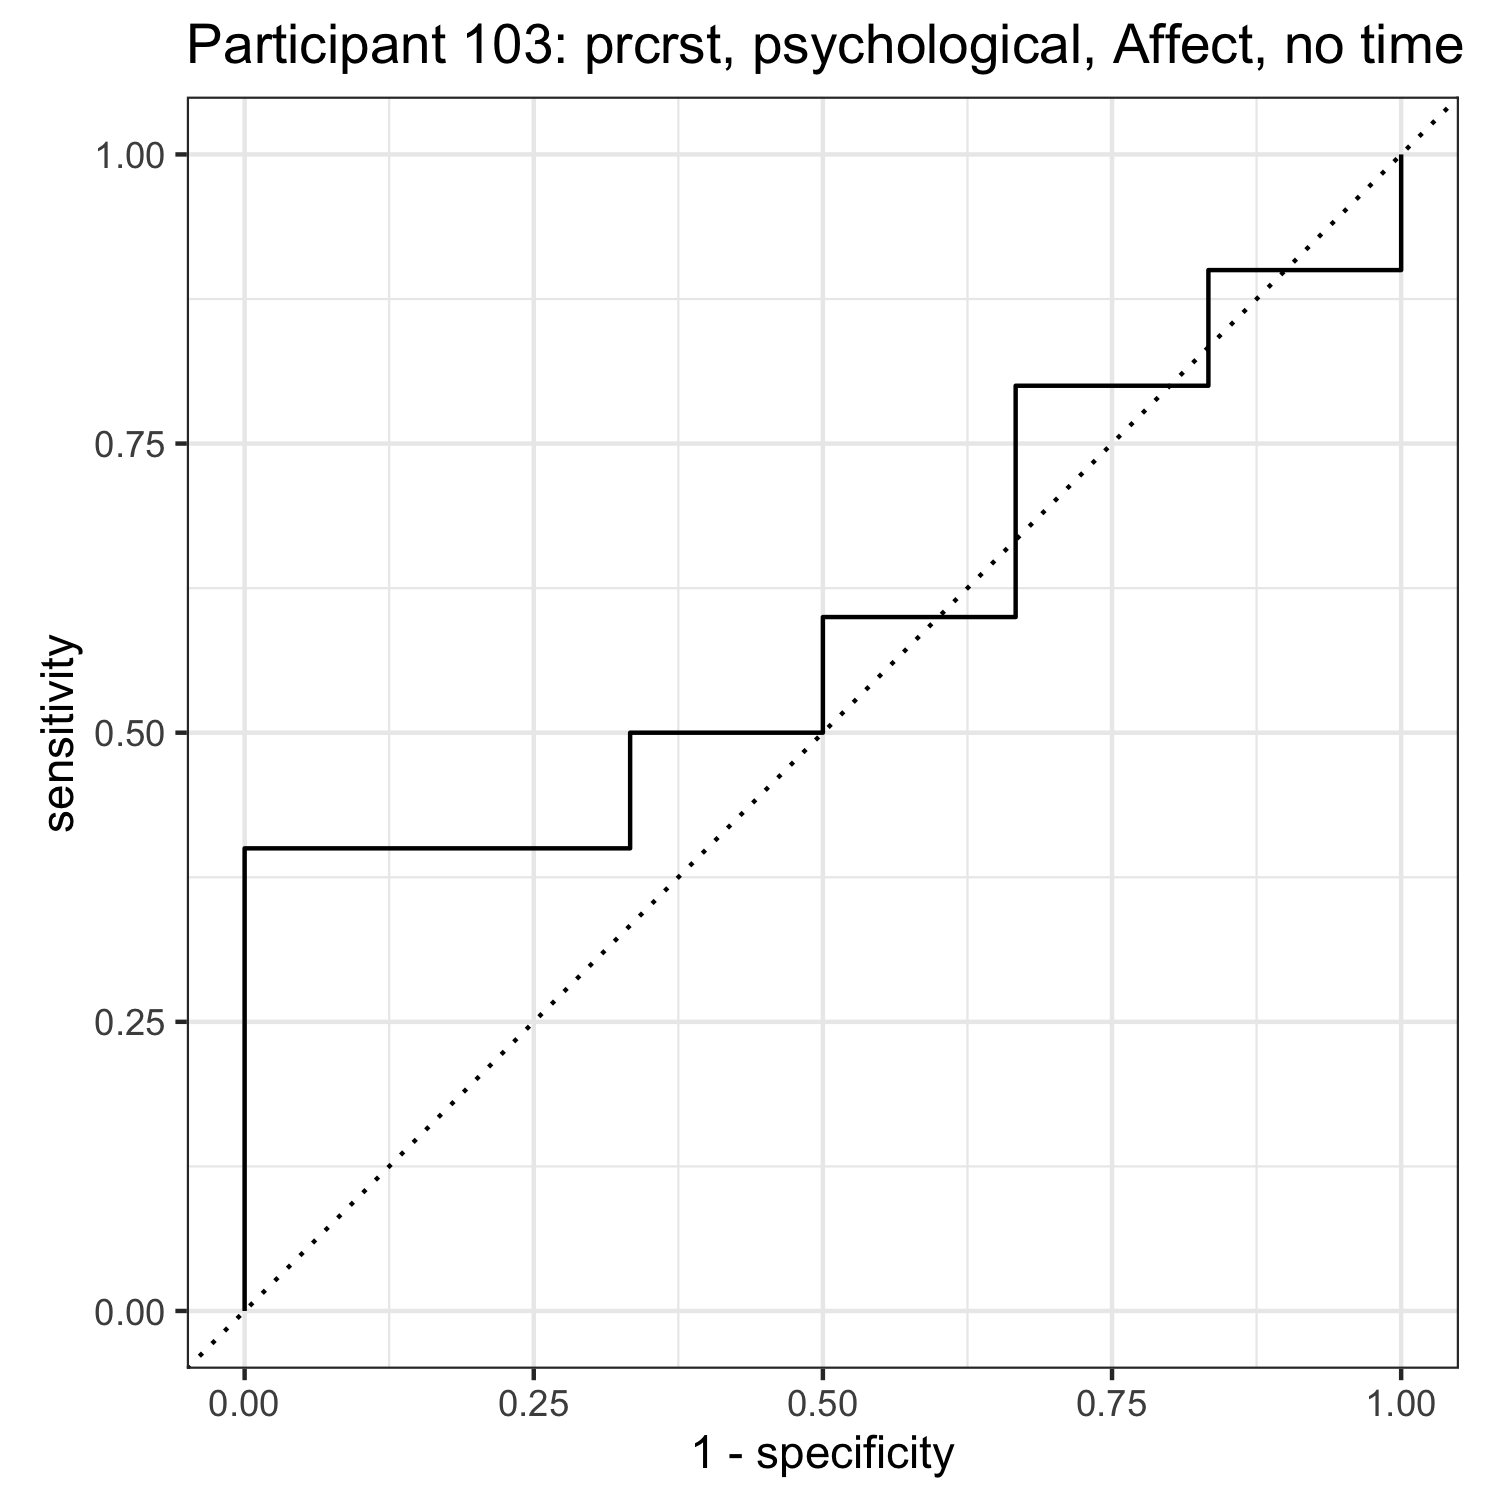 Participant 103: prcrst, psychological, Affect, no time
1.00
0.75
0.50
0.25
0.00
sensitivity
0.00 0.25 0.50 0.75 1.00
1 - specificity